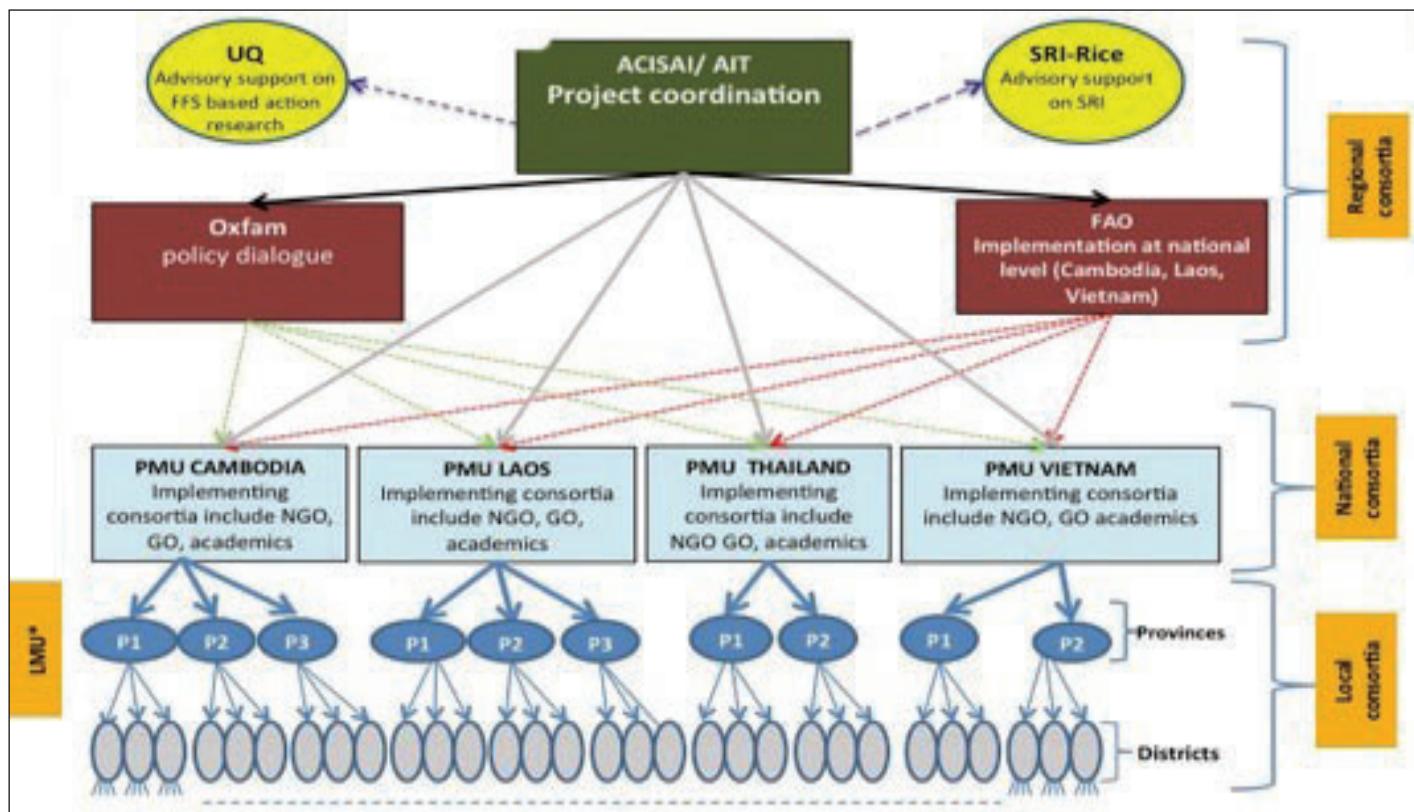 UQ
Advisory support on
FFS based action
research
ACISAI/ AIT
Project coordination
SRI-Rice
Advisory support
on SRI
Regional
consortia
Oxfam
policy dialogue
FAO
Implementation at national
level (Cambodia, Laos,
Vietnam)
National
consortia
PMU CAMBODIA
Implementing
consortia include NGO,
GO, academics
PMU LAOS
Implementing consortia
include NGO, GO,
academics
PMU THAILAND
Implementing
consortia include
NGO GO, academics
PMU VIETNAM
Implementing consortia
include NGO, GO academics
LMU*
P1
P2
P3
P1
P2
P3
P1
P2
P1
P2
Provinces
Local
consortia
Districts